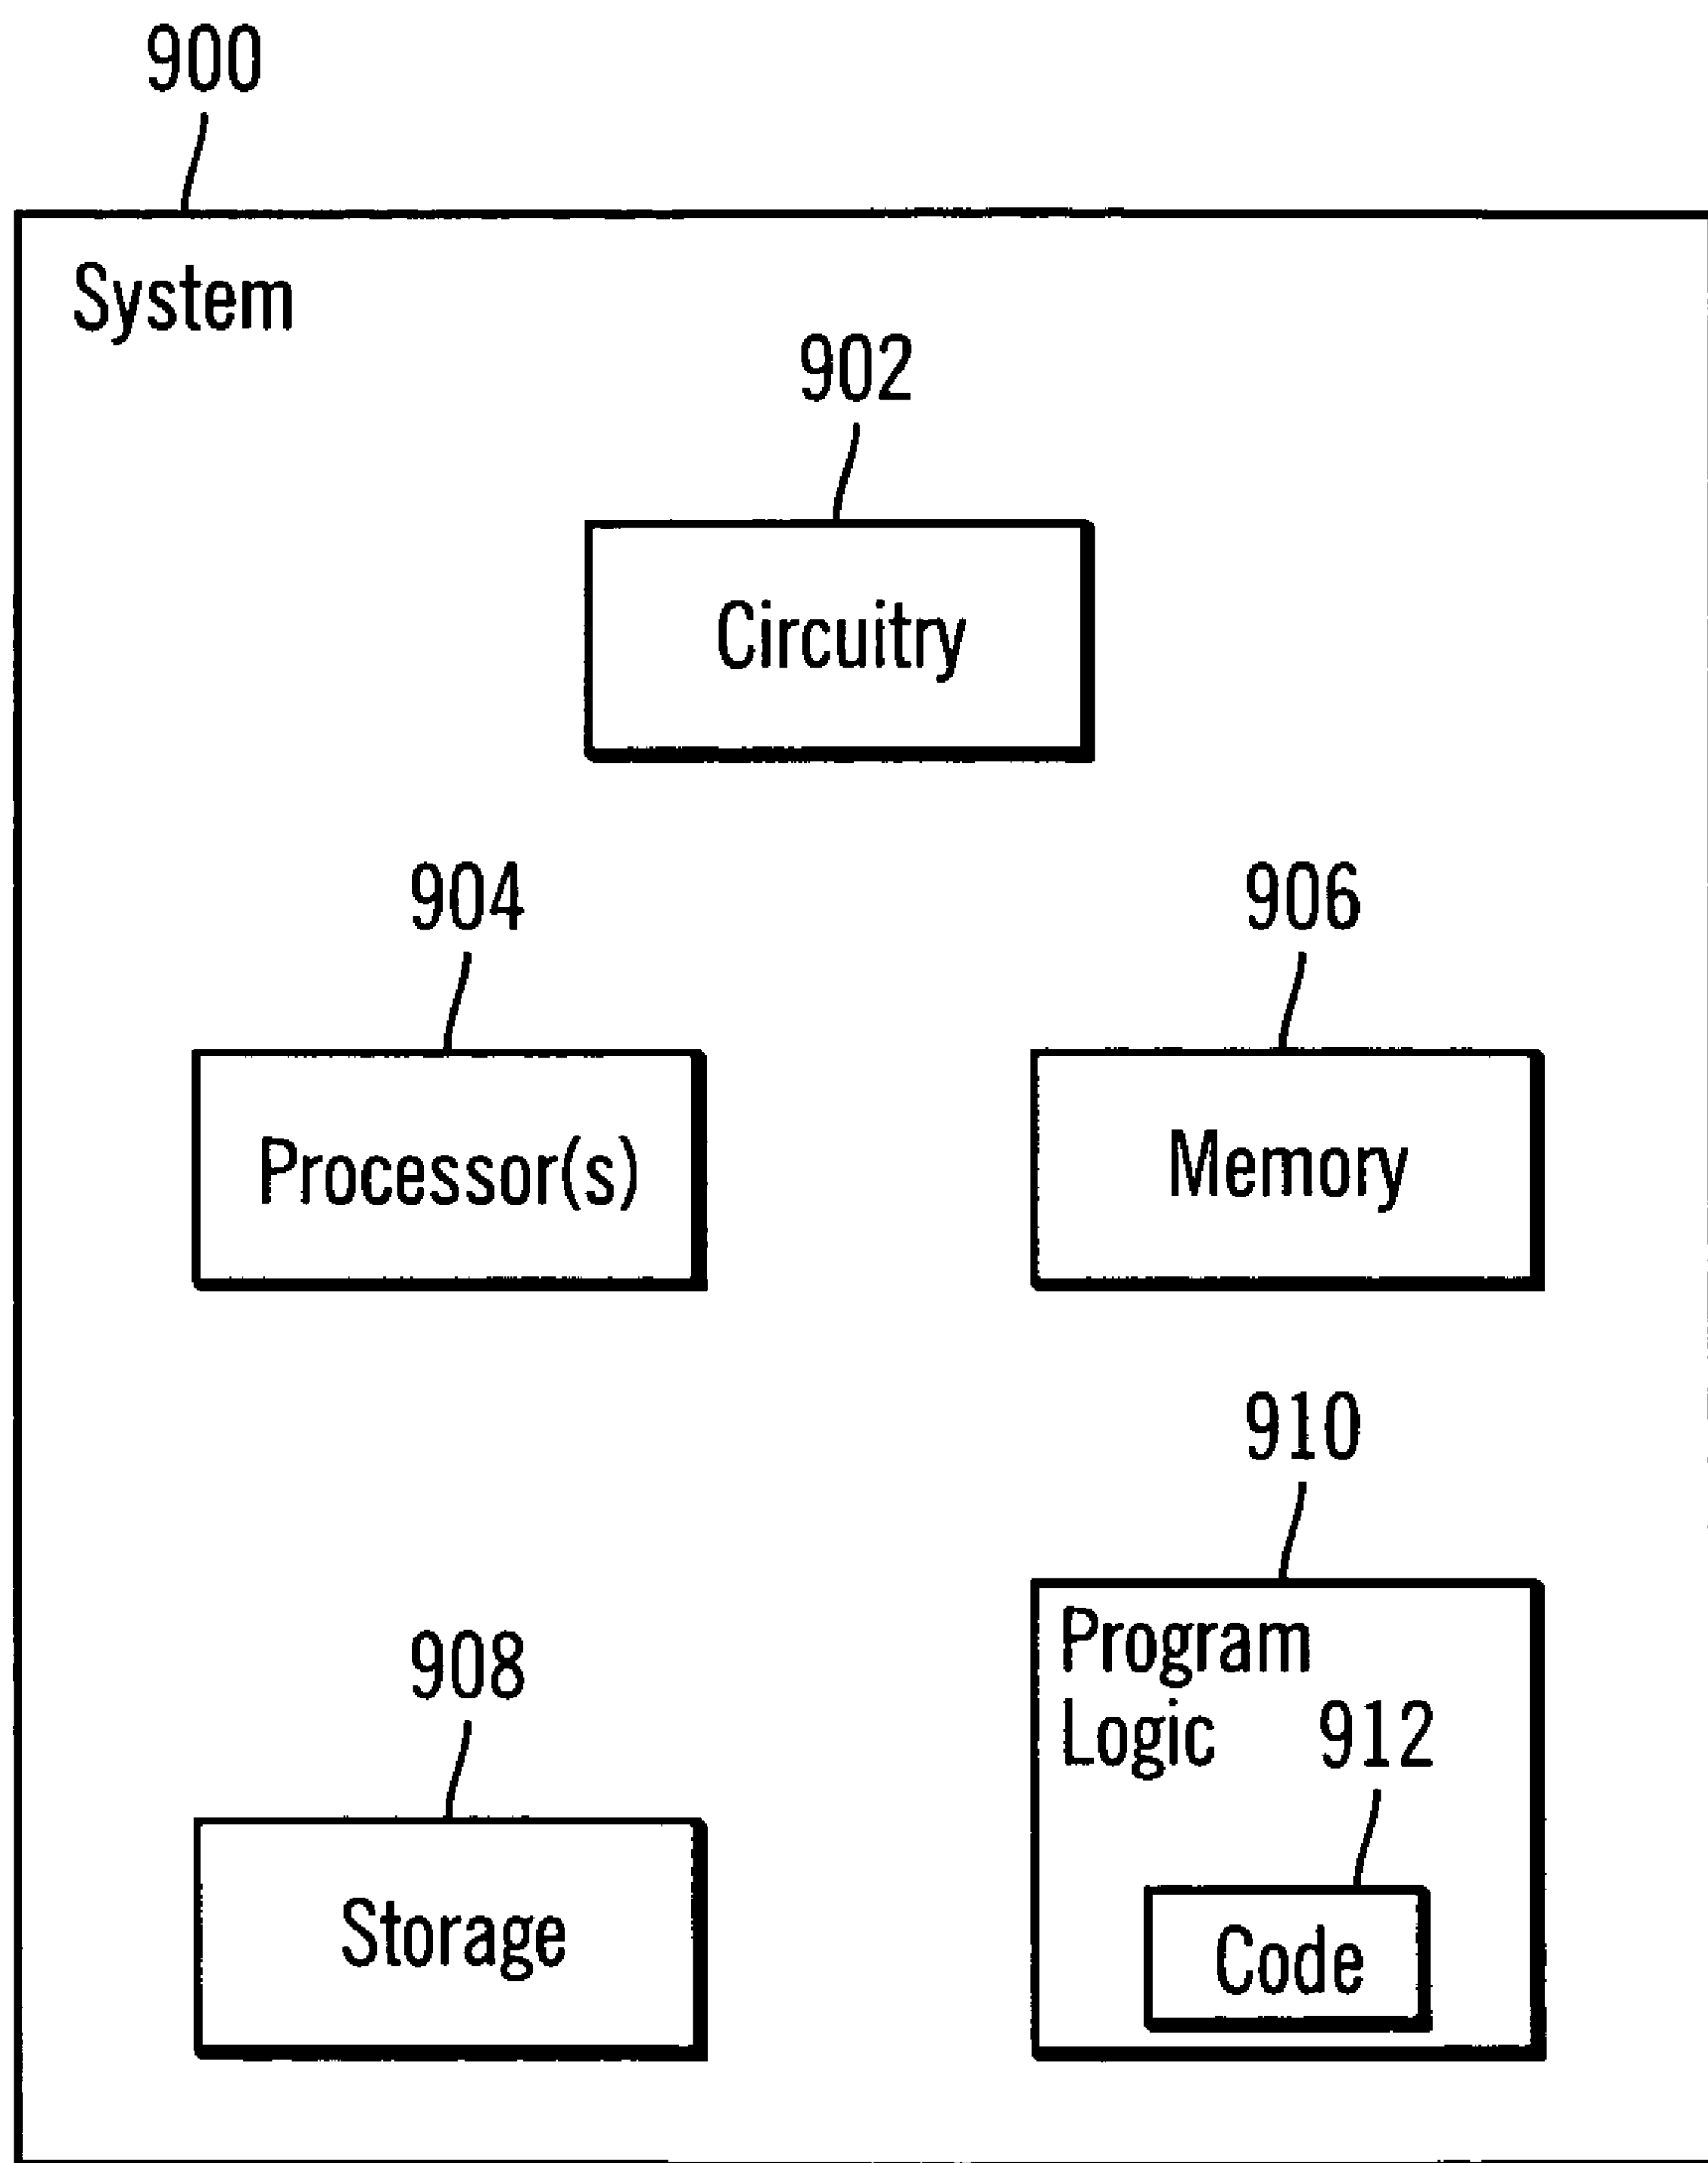 900
System
902
Circuitry
904
906
Processor(s)
Memory
910
Program
Logic
912
908
Code
Storage